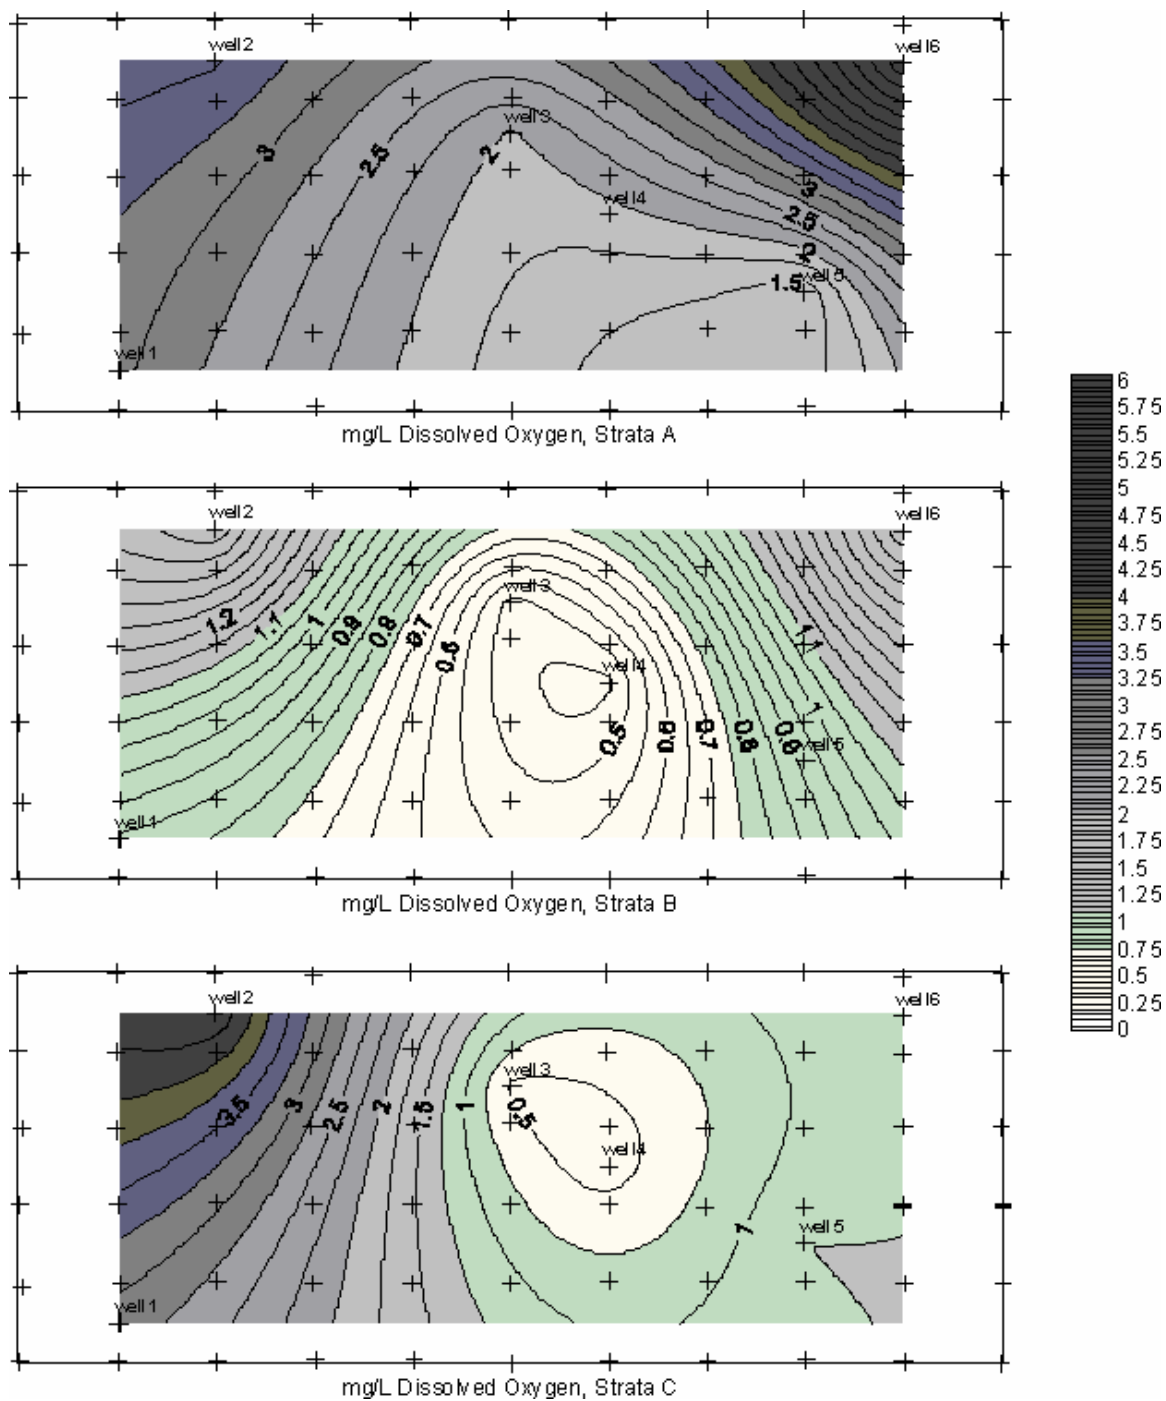 well2
well6
well3
3
2.5
2
3
well4
2.5
2
well5
1.5
well1
mg/L Dissolved Oxygen, Strata A
6
5.75
5.5
5.25
5
4.75
4.5
4.25
4
3.75
3.5
3.25
3
2.75
2.5
2.25
2
1.75
1.5
1.25
1
0.75
0.5
0.25
0
well2
well6
well3
1.2
1.1
1
0.9
0.8
0.7
0.6
1.1
well4
1
0.5
0.6
0.7
0.8
0.9
well5
well1
mg/L Dissolved Oxygen, Strata B
well2
well6
well3
3.5
3
2.5
2
1.5
1
0.5
well4
1
well5
well1
mg/L Dissolved Oxygen, Strata C